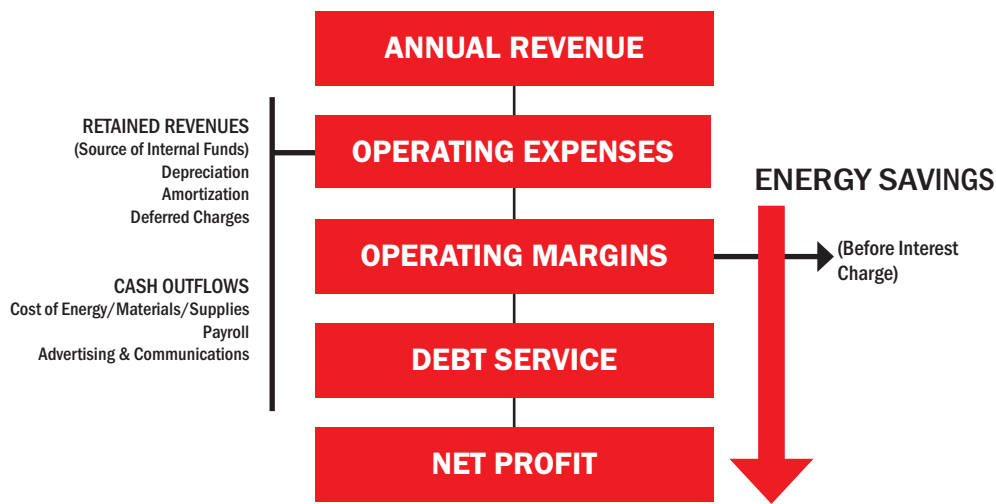 ANNUAL REVENUE
RETAINED REVENUES
(Source of Internal Funds)
Depreciation
Amortization
Deferred Charges
OPERATING EXPENSES
ENERGY SAVINGS
OPERATING MARGINS
(Before Interest
Charge)
CASH OUTFLOWS
Cost of Energy/Materials/Supplies
Payroll
Advertising & Communications
DEBT SERVICE
NET PROFIT